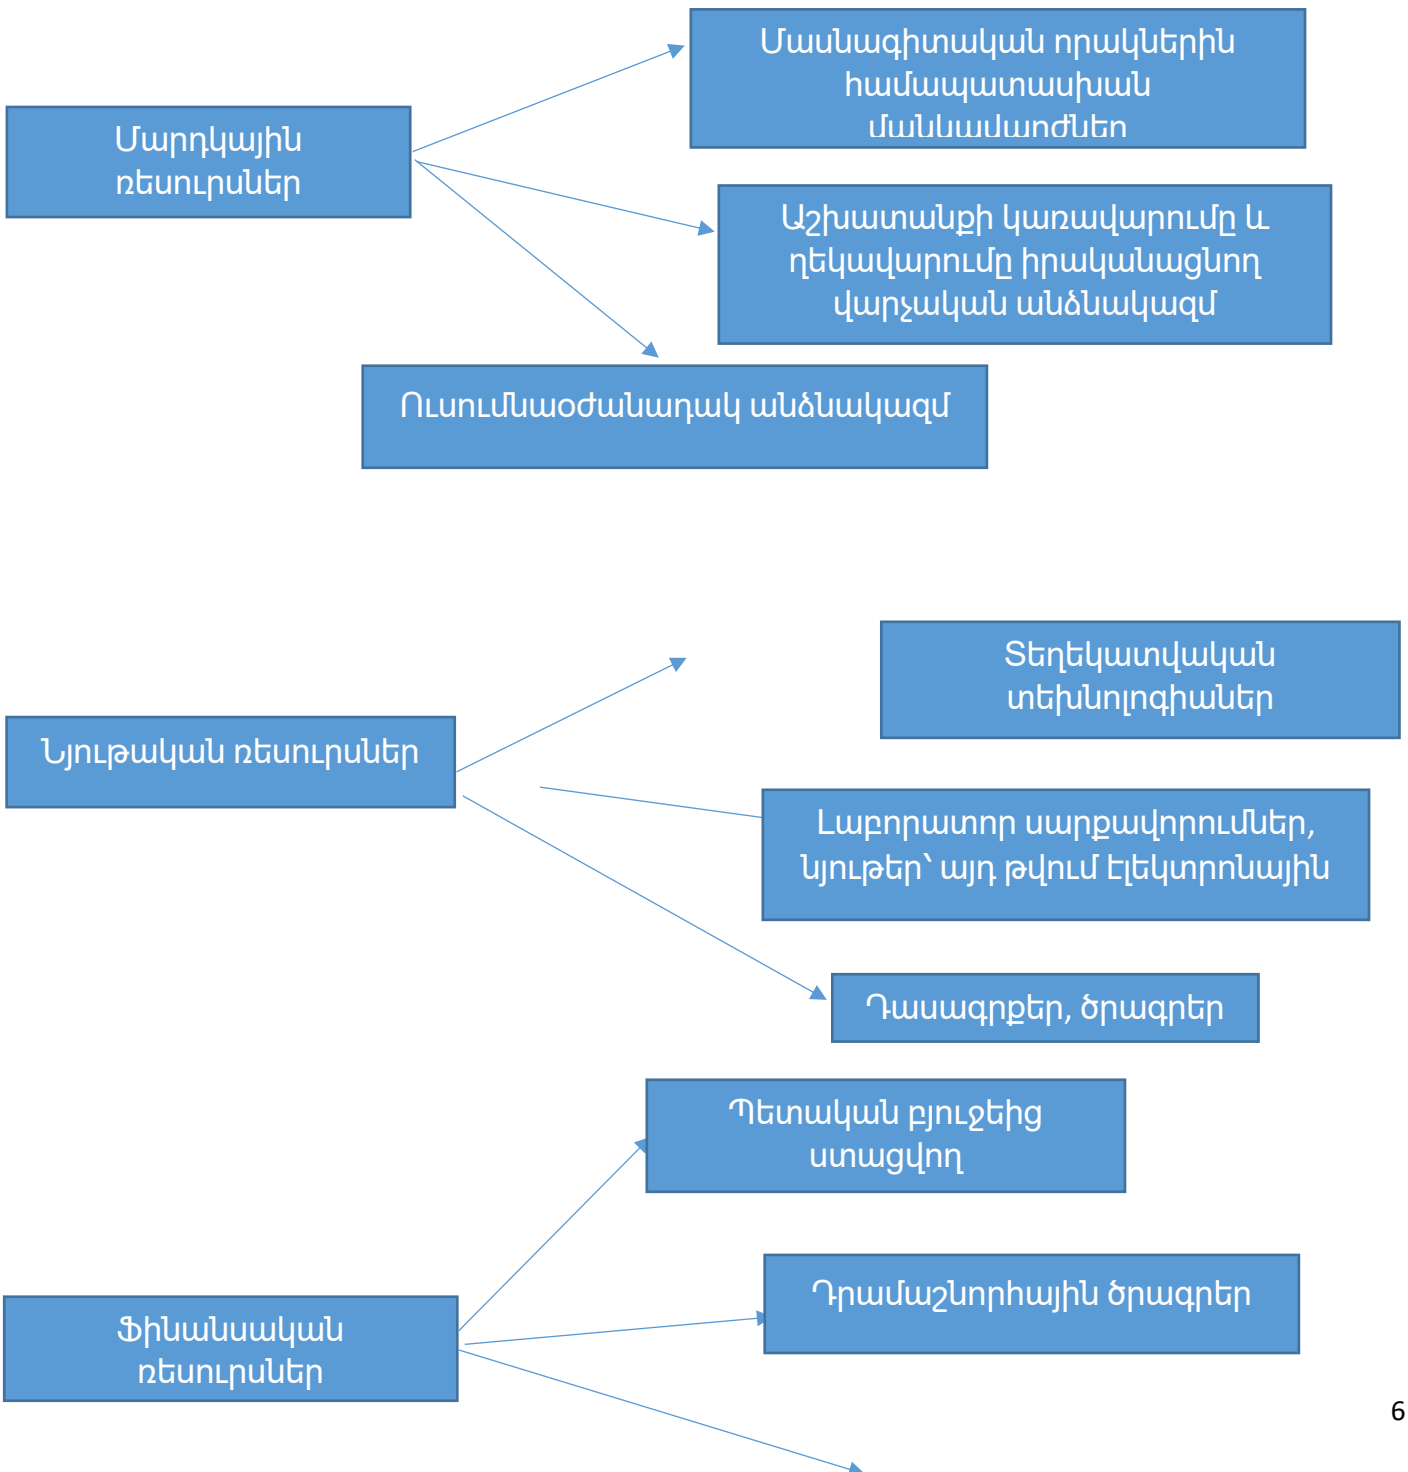 Մասնագիտական որակներին
համապատասխան
մանկավարժներ
Մարդկային
ռեսուրսներ
Աշխատանքի կառավարումը և
ղեկավարումը իրականացնող
վարչական անձնակազմ
Ուսումնաօժանադակ անձնակազմ
Տեղեկատվական
տեխնոլոգիաներ
Նյութական ռեսուրսներ
Լաբորատոր սարքավորումներ,
նյութեր՝ այդ թվում էլեկտրոնային
Դասագրքեր, ծրագրեր
Պետական բյուջեից
ստացվող
Դրամաշնորհային ծրագրեր
Ֆինանսական
ռեսուրսներ
6